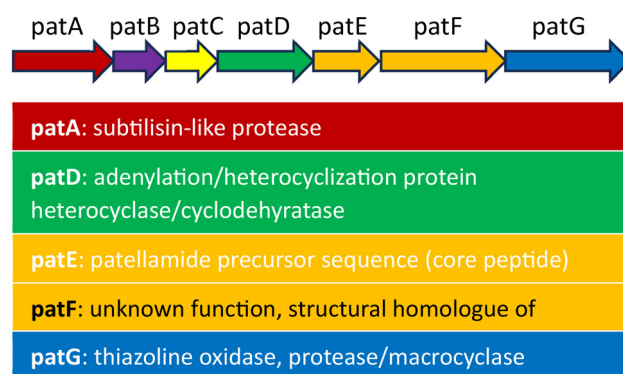 patA patB patC patD patE patF patG
patA: subtilisin-like protease
patD: adenylation/heterocyclization protein
heterocyclase/cyclodehyratase
patE: patellamide precursor sequence (core peptide)
patF: unknown function, structural homologue of
patG: thiazoline oxidase, protease/macrocyclase